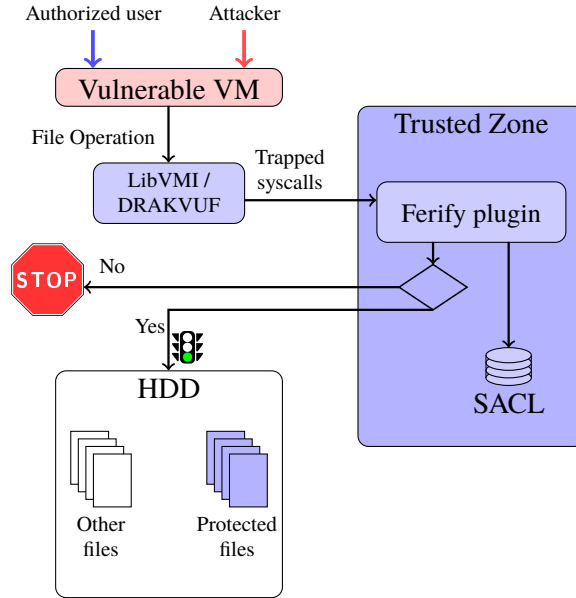 Authorized user
Attacker
Vulnerable VM
File Operation
Trusted Zone
LibVMI /
DRAKVUF
Trapped
syscalls
Ferify plugin
No
STOP
Yes
HDD
SACL
Other
files
Protected
files